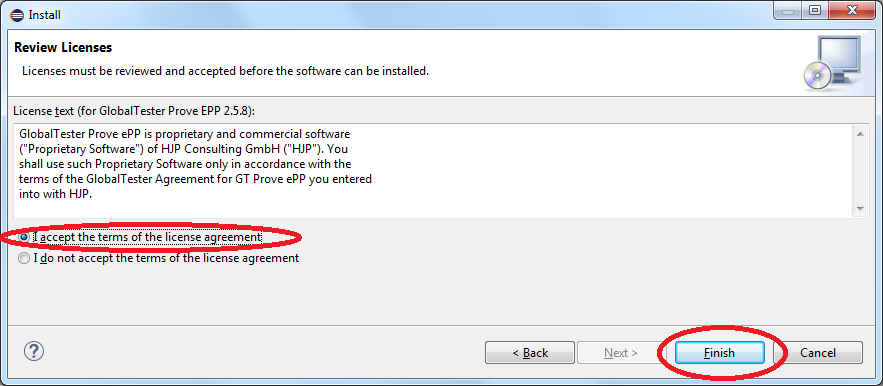 Install
Review Licenses
Licenses must be reviewed and accepted before the software can be installed.
License text (for GlobalTester Prove EPP 2.5.8):
GlobalTester Prove ePP is proprietary and commercial software
("Proprietary Software") of HJP Consulting GmbH ("HJP"). You
shall use such Proprietary Software only in accordance with the
terms of the GlobalTester Agreement for GT Prove ePP you entered
into with HJP.
I accept the terms of the license agreement
I do not accept the terms of the license agreement
? < Back Next > Finish Cancel